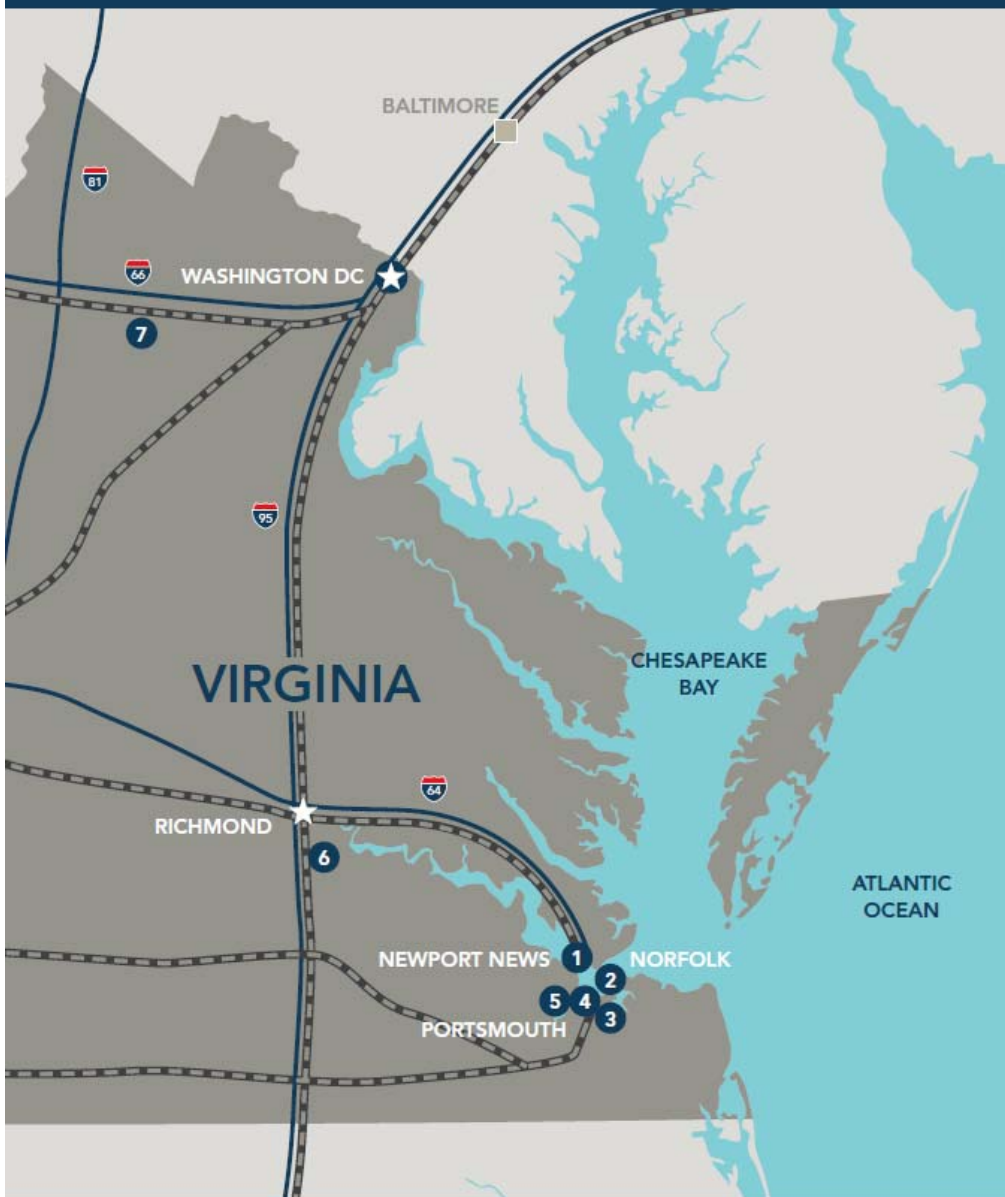 BALTIMORE
81
66
WASHINGTON DC
7
95
VIRGINIA
CHESAPEAKE
BAY
64
RICHMOND
6
ATLANTIC
OCEAN
NEWPORT NEWS
1
NORFOLK
2
5
4
3
PORTSMOUTH